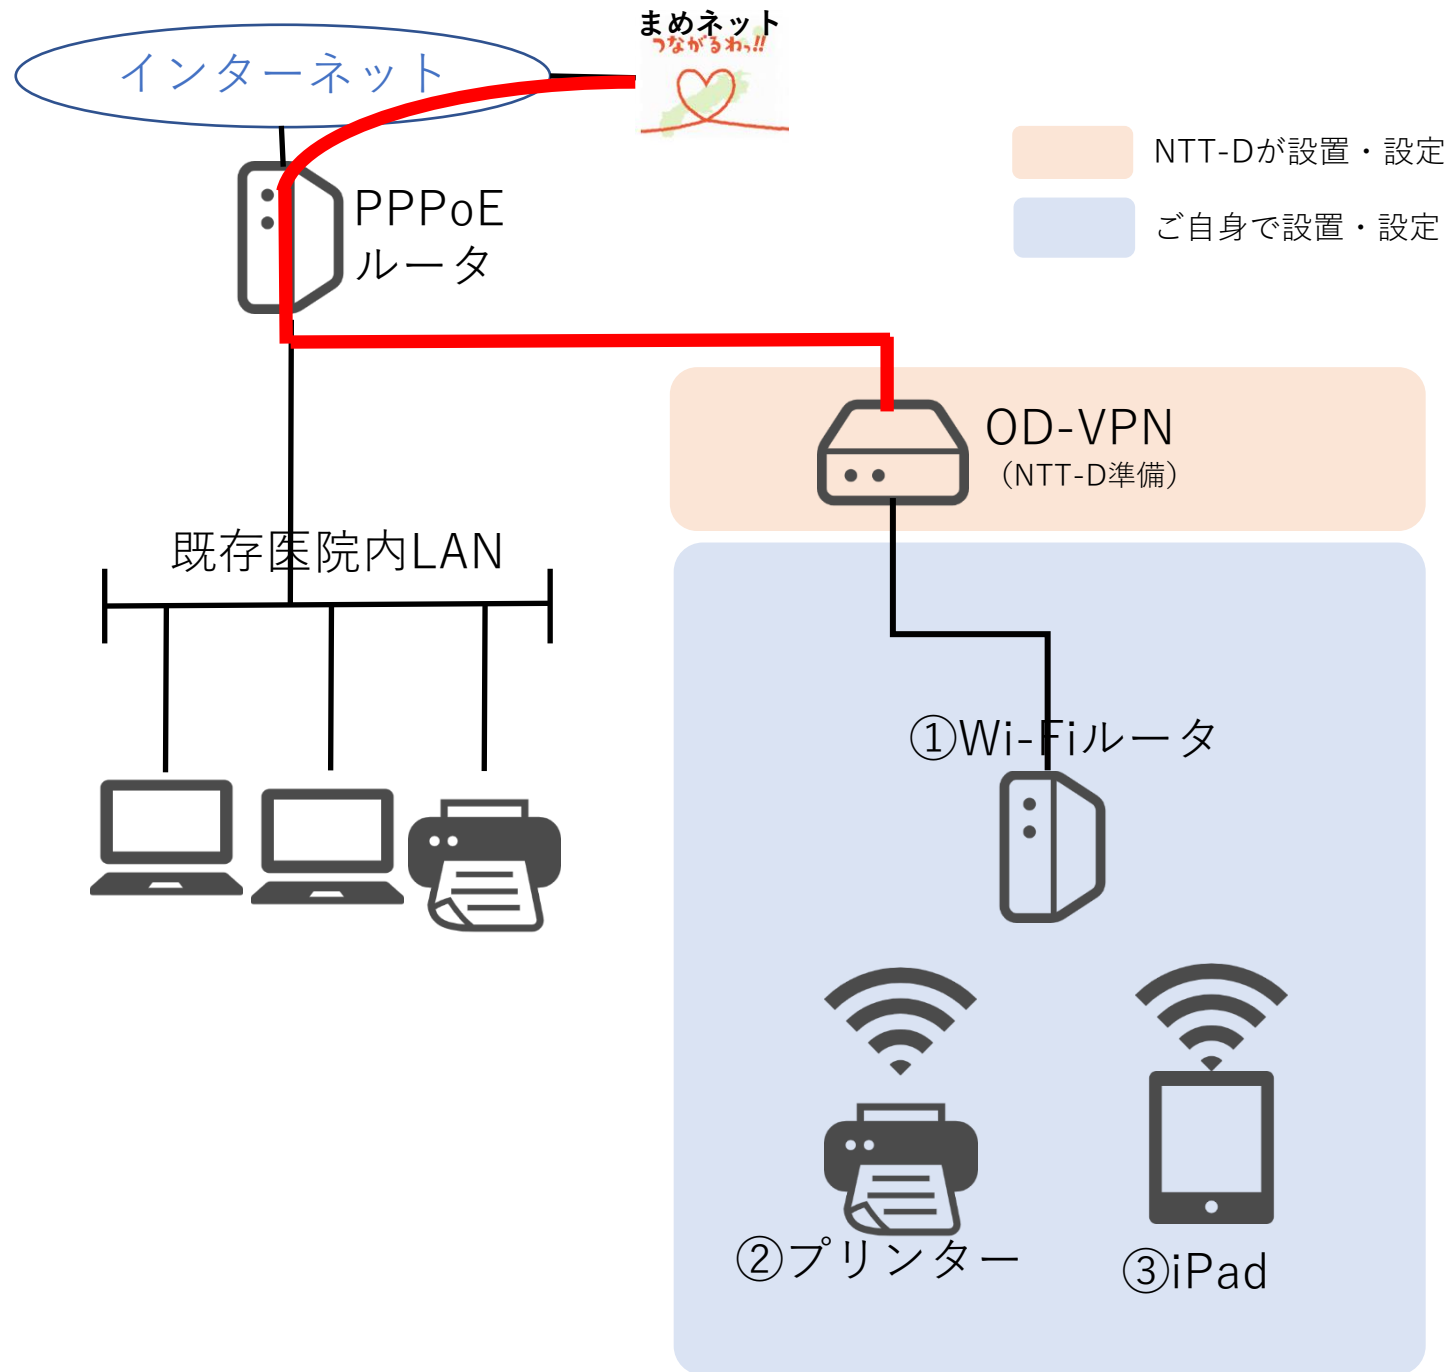 まめネット
つながるわっ!!
インターネット
NTT-Dが設置・設定
PPPoE
ルータ
ご自身で設置・設定
OD-VPN
（NTT-D準備）
既存医院内LAN
①Wi-Fiルータ
②プリンター
③iPad